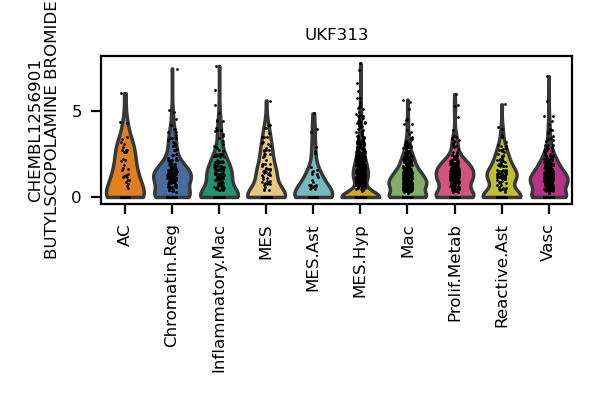 UKF313
CHEMBL1256901
BUTYLSCOPOLAMINE BROMIDE
5
0
AC
Chromatin.Reg
Inflammatory.Mac
MES
MES.Ast
MES.Hyp
Mac
Prolif.Metab
Reactive.Ast
Vasc